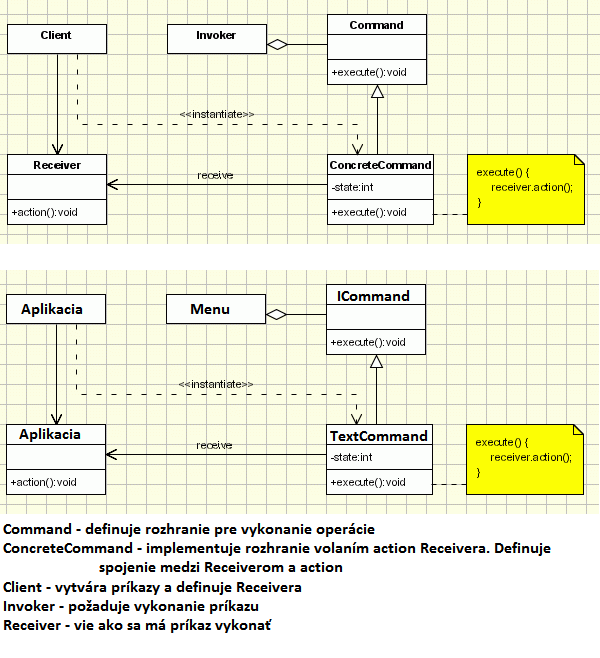 Client
Invoker
Command
+execute():void
<<instantiate>>
Receiver
+action():void
receive
ConcreteCommand
-state:int
+execute():void
execute() {
receiver.action();
}
Aplikacia
Menu
ICommand
+execute():void
<<instantiate>>
Aplikacia
+action():void
receive
TextCommand
-state:int
+execute():void
execute() {
receiver.action();
}
Command - definuje rozhranie pre vykonanie operácie
ConcreteCommand - implementuje rozhranie volaním action Receivera. Definuje
spojenie medzi Receiverom a action
Client - vytvára príkazy a definuje Receivera
Invoker - požaduje vykonanie príkazu
Receiver - vie ako sa má príkaz vykonať